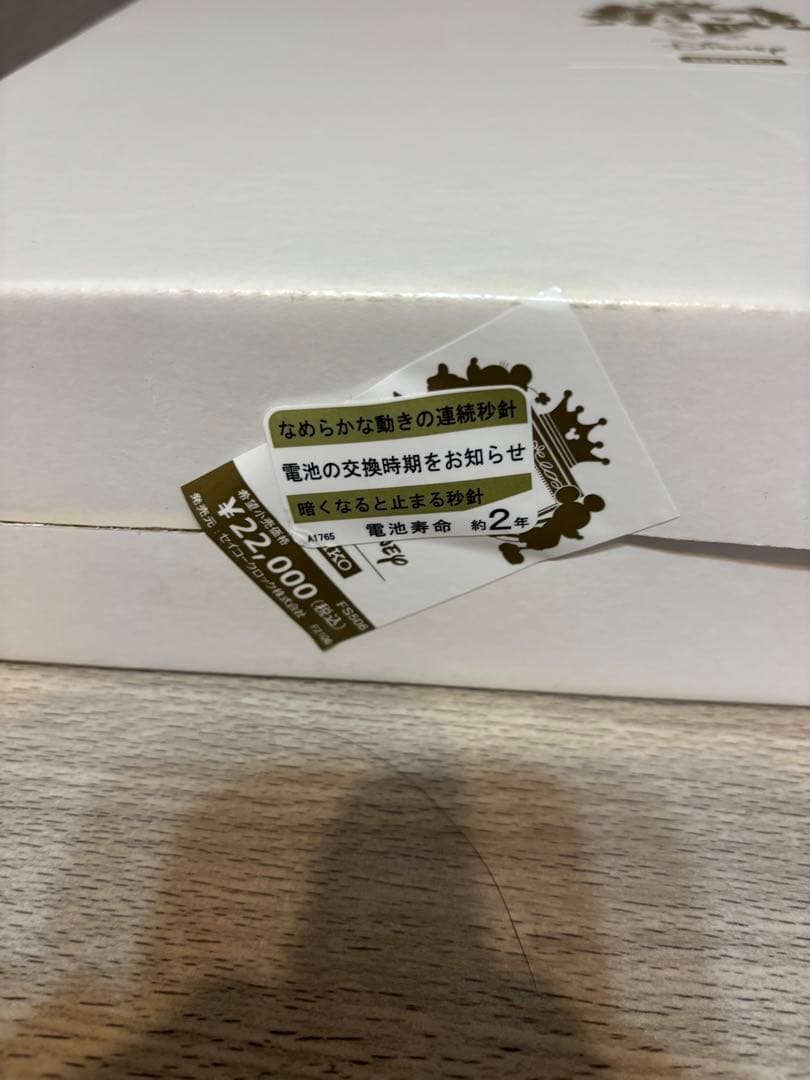 Disney
なめらかな動きの連続秒針
電池の交換時期をお知らせ
暗くなると止まる秒針
A1765
電池寿命 約2年
希望小売価格
¥22,000(税込)
発売元:セイコークロック株式会社
FS506